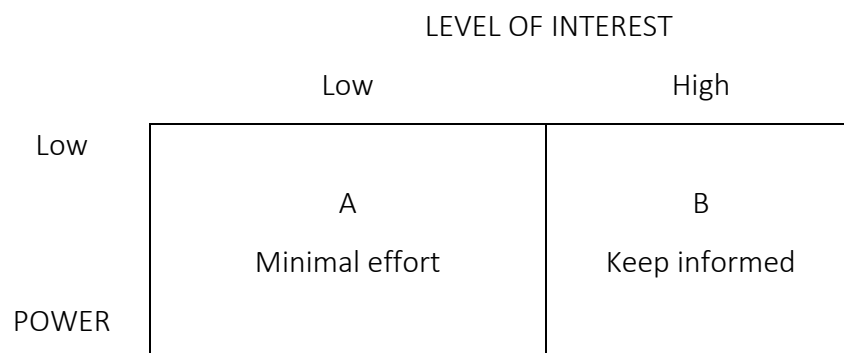 LEVEL OF INTEREST
Low High
Low
A B
Minimal effort Keep informed
POWER